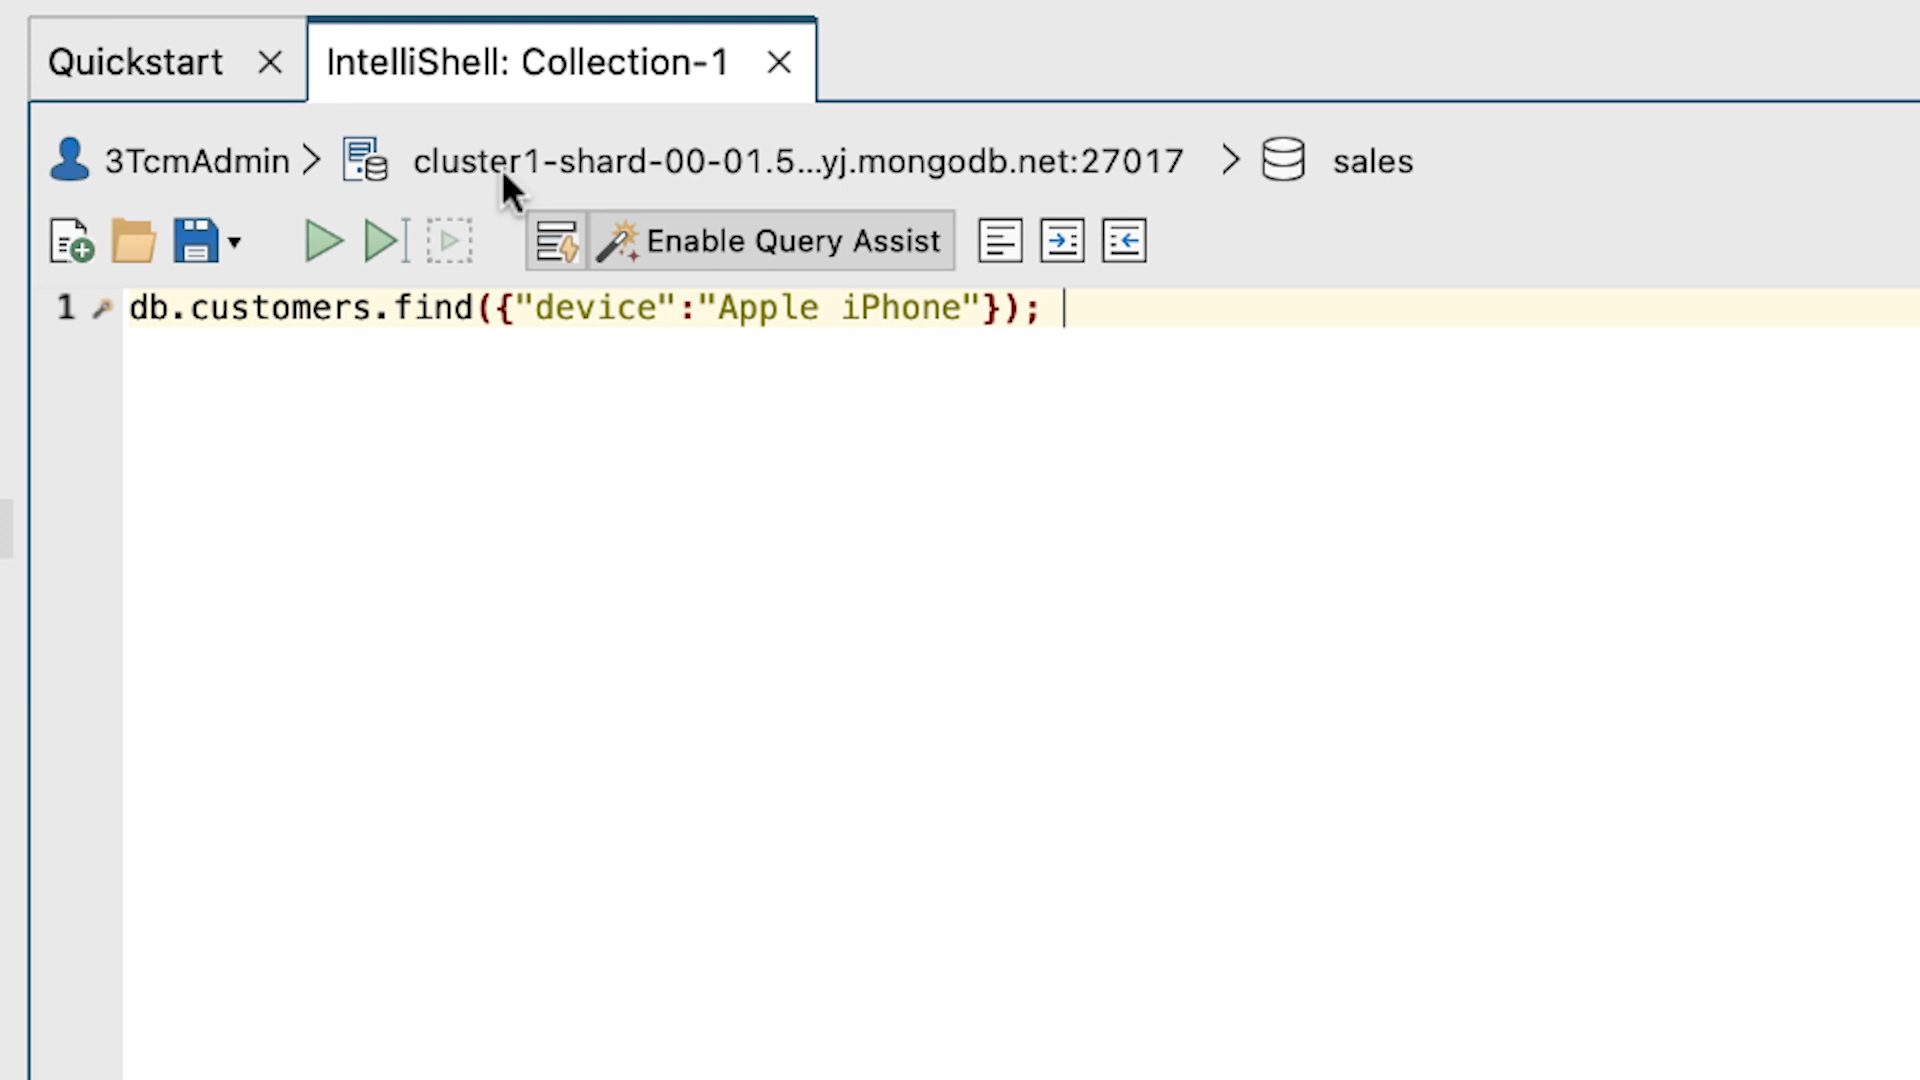 Quickstart
IntelliShell: Collection-1
3TcmAdmin
cluster1-shard-00-01.5...yj.mongodb.net:27017
sales
Enable Query Assist
1
db.customers.find({"device":"Apple iPhone"});